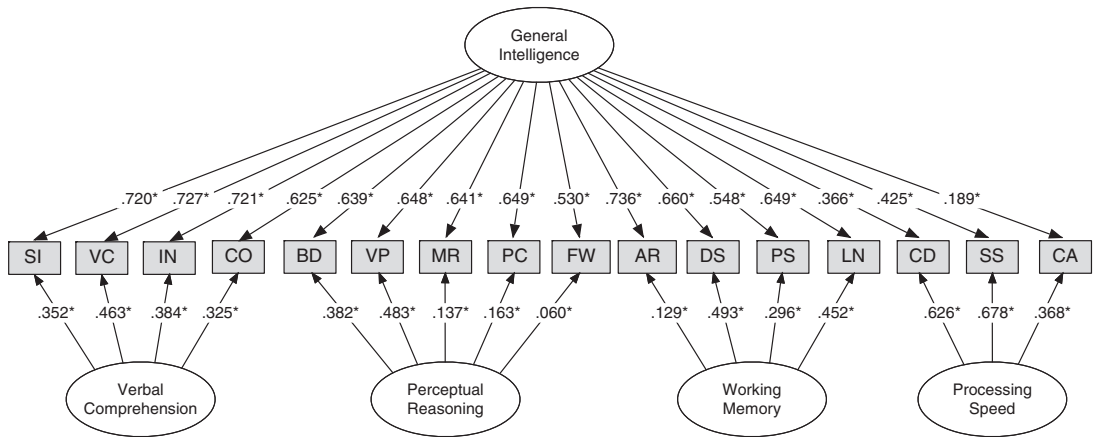 General
Intelligence
.720* .727* .721* .625* .639* .648* .641* .649* .530* .736* .660* .548* .649* .366* .425* .189*
SI VC IN CO BD VP MR PC FW AR DS PS LN CD SS CA
.352* .463* .384* .325* .382* .483* .137* .163* .060* .129* .493* .296* .452* .626* .678* .368*
Verbal
Comprehension
Perceptual
Reasoning
Working
Memory
Processing
Speed